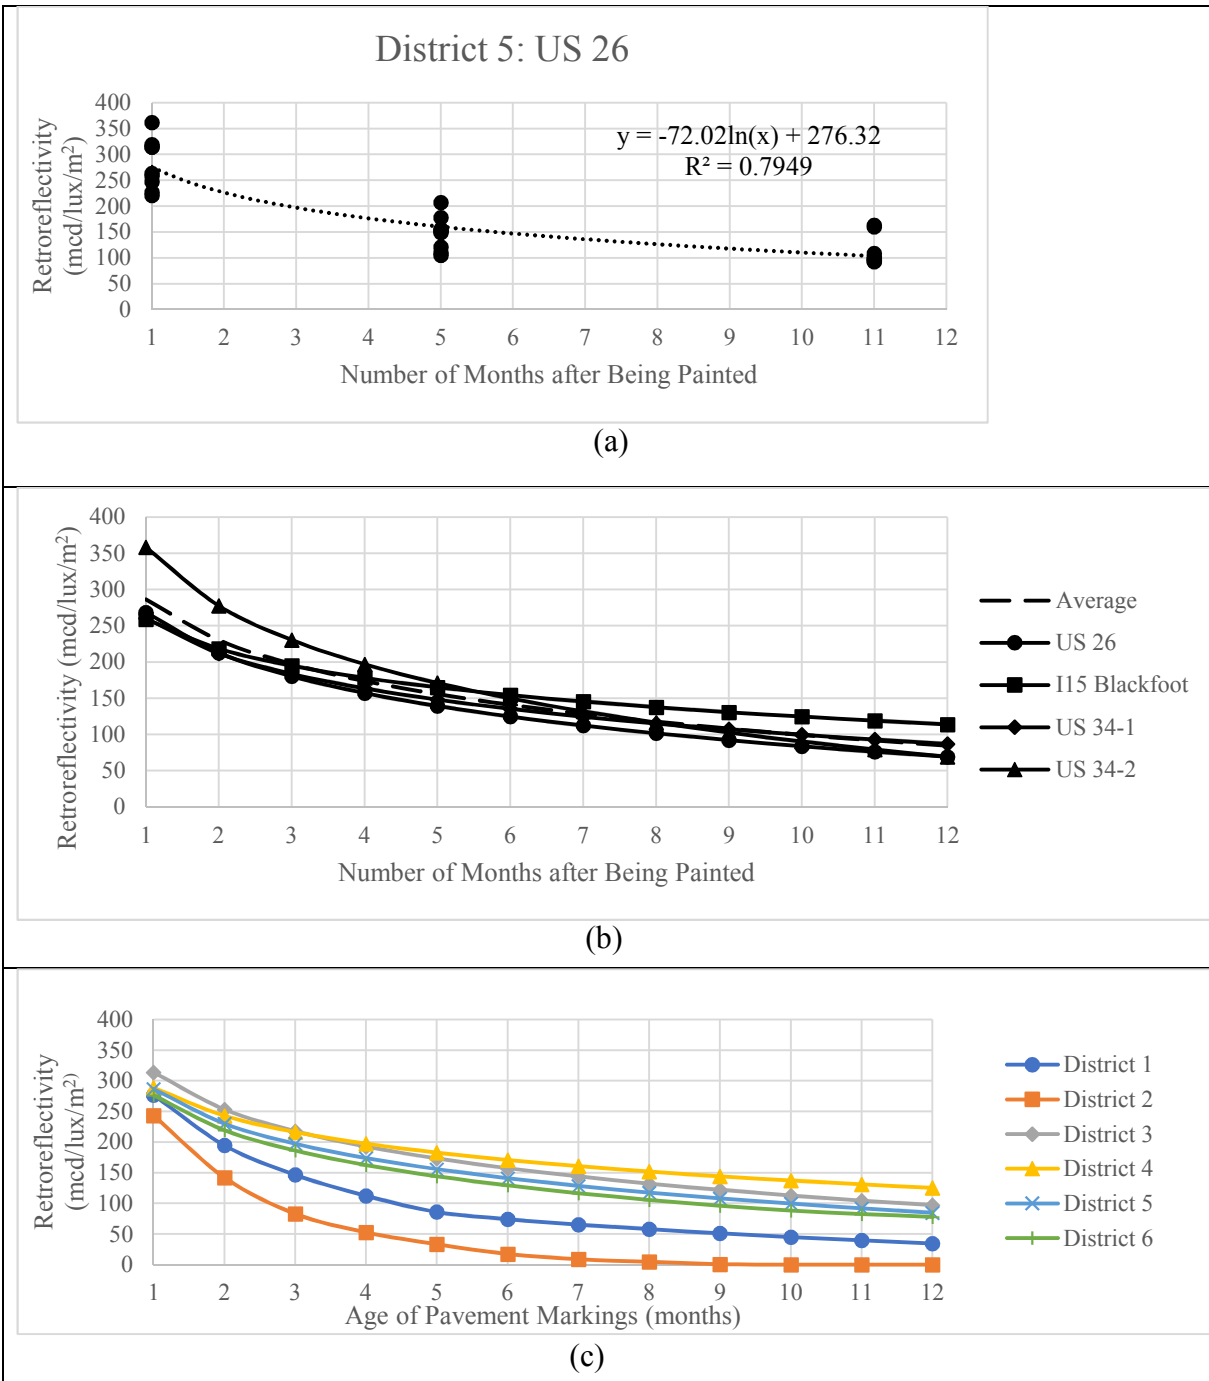 District 5: US 26
400
350
300
250
200
150
100
50
0
Retroreflectivity
(mcd/lux/m²)
y = -72.02ln(x) + 276.32
R² = 0.7949
1 2 3 4 5 6 7 8 9 10 11 12
Number of Months after Being Painted
(a)
400
350
300
250
200
150
100
50
0
Retroreflectivity (mcd/lux/m²)
1 2 3 4 5 6 7 8 9 10 11 12
Number of Months after Being Painted
Average
US 26
I15 Blackfoot
US 34-1
US 34-2
(b)
400
350
300
250
200
150
100
50
0
Retroreflectivity
(mcd/lux/m²)
1 2 3 4 5 6 7 8 9 10 11 12
Age of Pavement Markings (months)
District 1
District 2
District 3
District 4
District 5
District 6
(c)